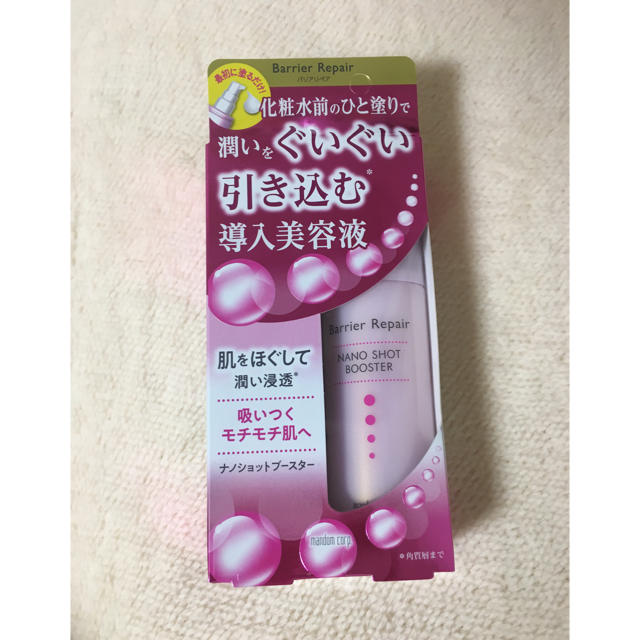 Barrier Repair
バリアリペア
最初に塗るだけ!
化粧水前のひと塗りで
潤いをぐいぐい
引き込む*
導入美容液
Barrier Repair
NANO SHOT
BOOSTER
肌をほぐして
潤い浸透*
吸いつく
モチモチ肌へ
ナノショットブースター
mandom corp.
*角質層まで